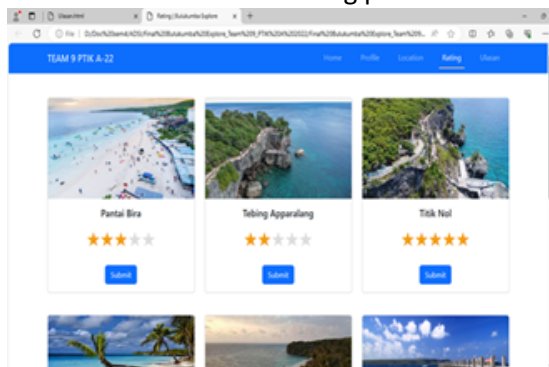 Ulasan.html
Rating | Bulukumba Explore
File
TEAM 9 PTIK A-22
Home Profile Location Rating Ulasan
Pantai Bira
Tebing Apparalang
Titik Nol
Submit
Submit
Submit